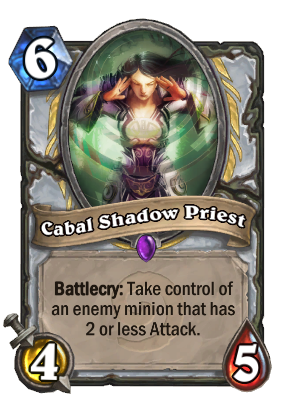 6
Cabal Shadow Priest
Battlecry: Take control of
an enemy minion that has
2 or less Attack.
4
5